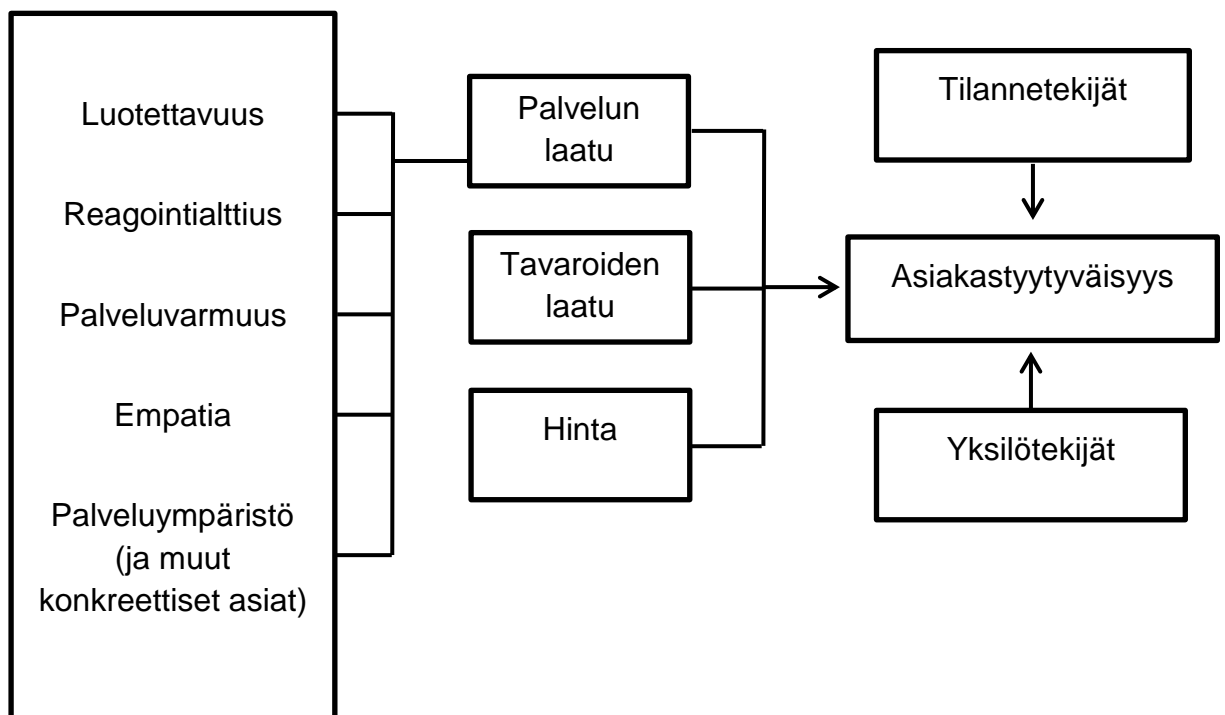 Luotettavuus
Reagointialttius
Palveluvarmuus
Empatia
Palveluympäristö
(ja muut
konkreettiset asiat)
Palvelun
laatu
Tavaroiden
laatu
Hinta
Tilannetekijät
Asiakastyytyväisyys
Yksilötekijät